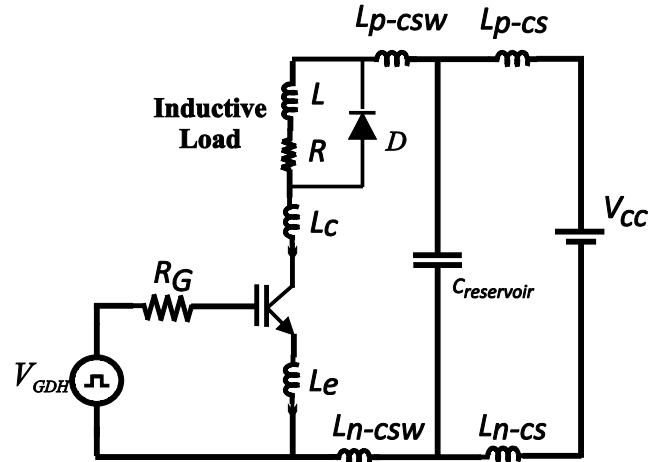 Lp-csw
Lp-cs
L
Inductive
Load
R
D
Lc
VCC
RG
Creservoir
VGDH
Le
Ln-csw
Ln-cs